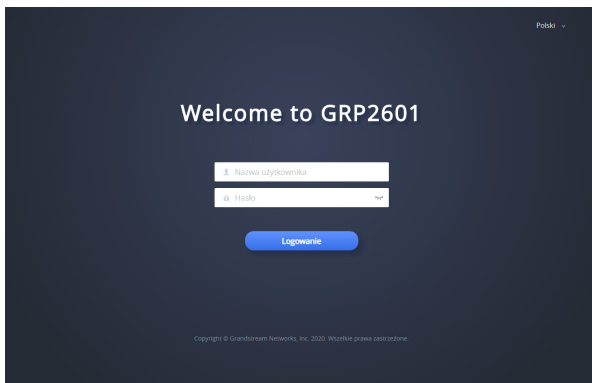 Polski
Welcome to GRP2601
Nazwa użytkownika
Hasło
Logowanie
Copyright © Grandstream Networks, Inc. 2020. Wszelkie prawa zastrzeżone.